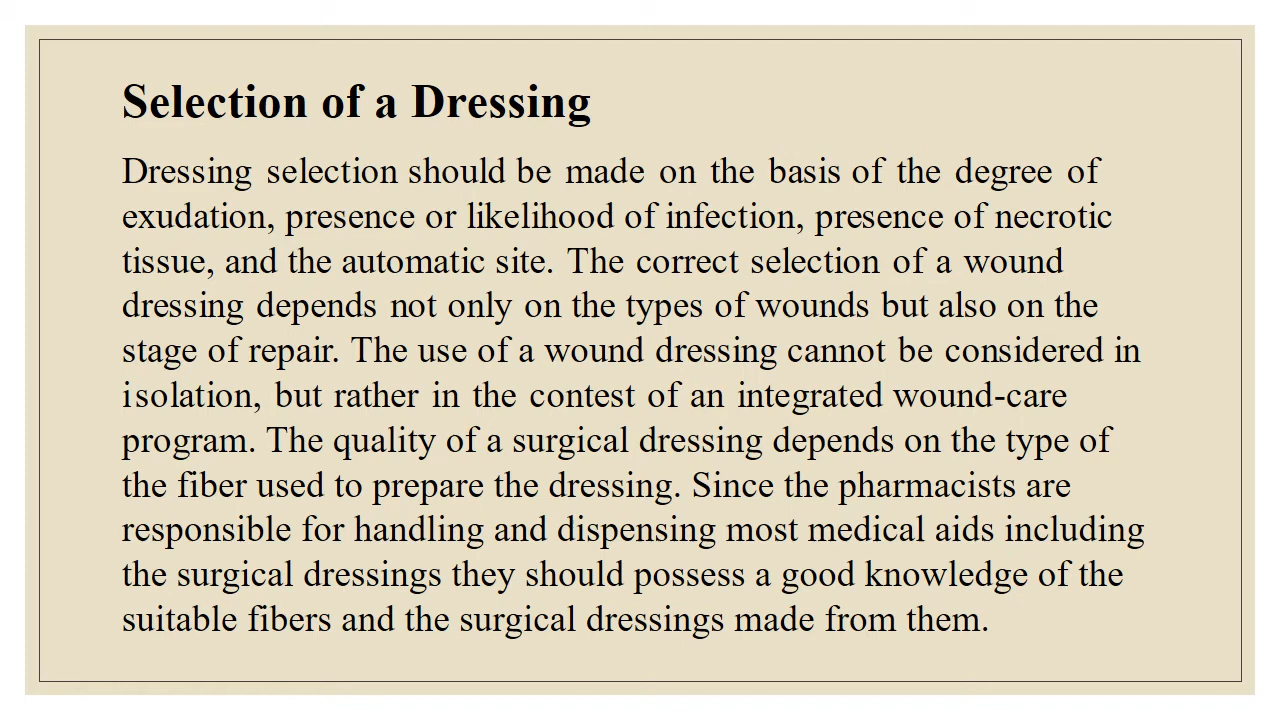 Selection of a Dressing
Dressing selection should be made on the basis of the degree of
exudation, presence or likelihood of infection, presence of necrotic
tissue, and the automatic site. The correct selection of a wound
dressing depends not only on the types of wounds but also on the
stage of repair. The use of a wound dressing cannot be considered in
isolation, but rather in the contest of an integrated wound-care
program. The quality of a surgical dressing depends on the type of
the fiber used to prepare the dressing. Since the pharmacists are
responsible for handling and dispensing most medical aids including
the surgical dressings they should possess a good knowledge of the
suitable fibers and the surgical dressings made from them.